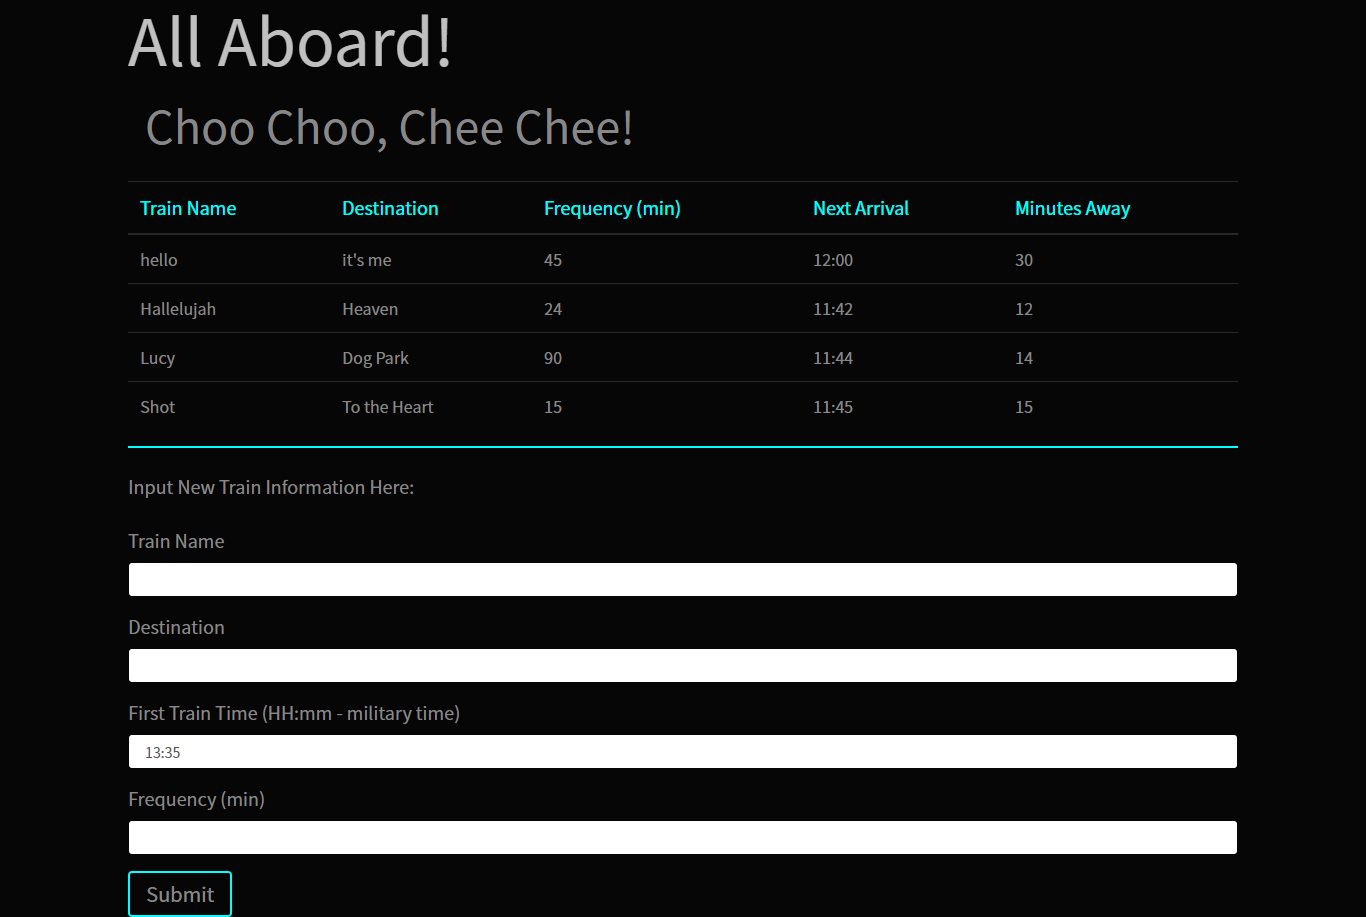 All Aboard!
Choo Choo, Chee Chee!
Train Name Destination Frequency (min) Next Arrival Minutes Away
hello it's me 45 12:00 30
Hallelujah Heaven 24 11:42 12
Lucy Dog Park 90 11:44 14
Shot To the Heart 15 11:45 15
Input New Train Information Here:
Train Name
Destination
First Train Time (HH:mm - military time)
13:35
Frequency (min)
Submit